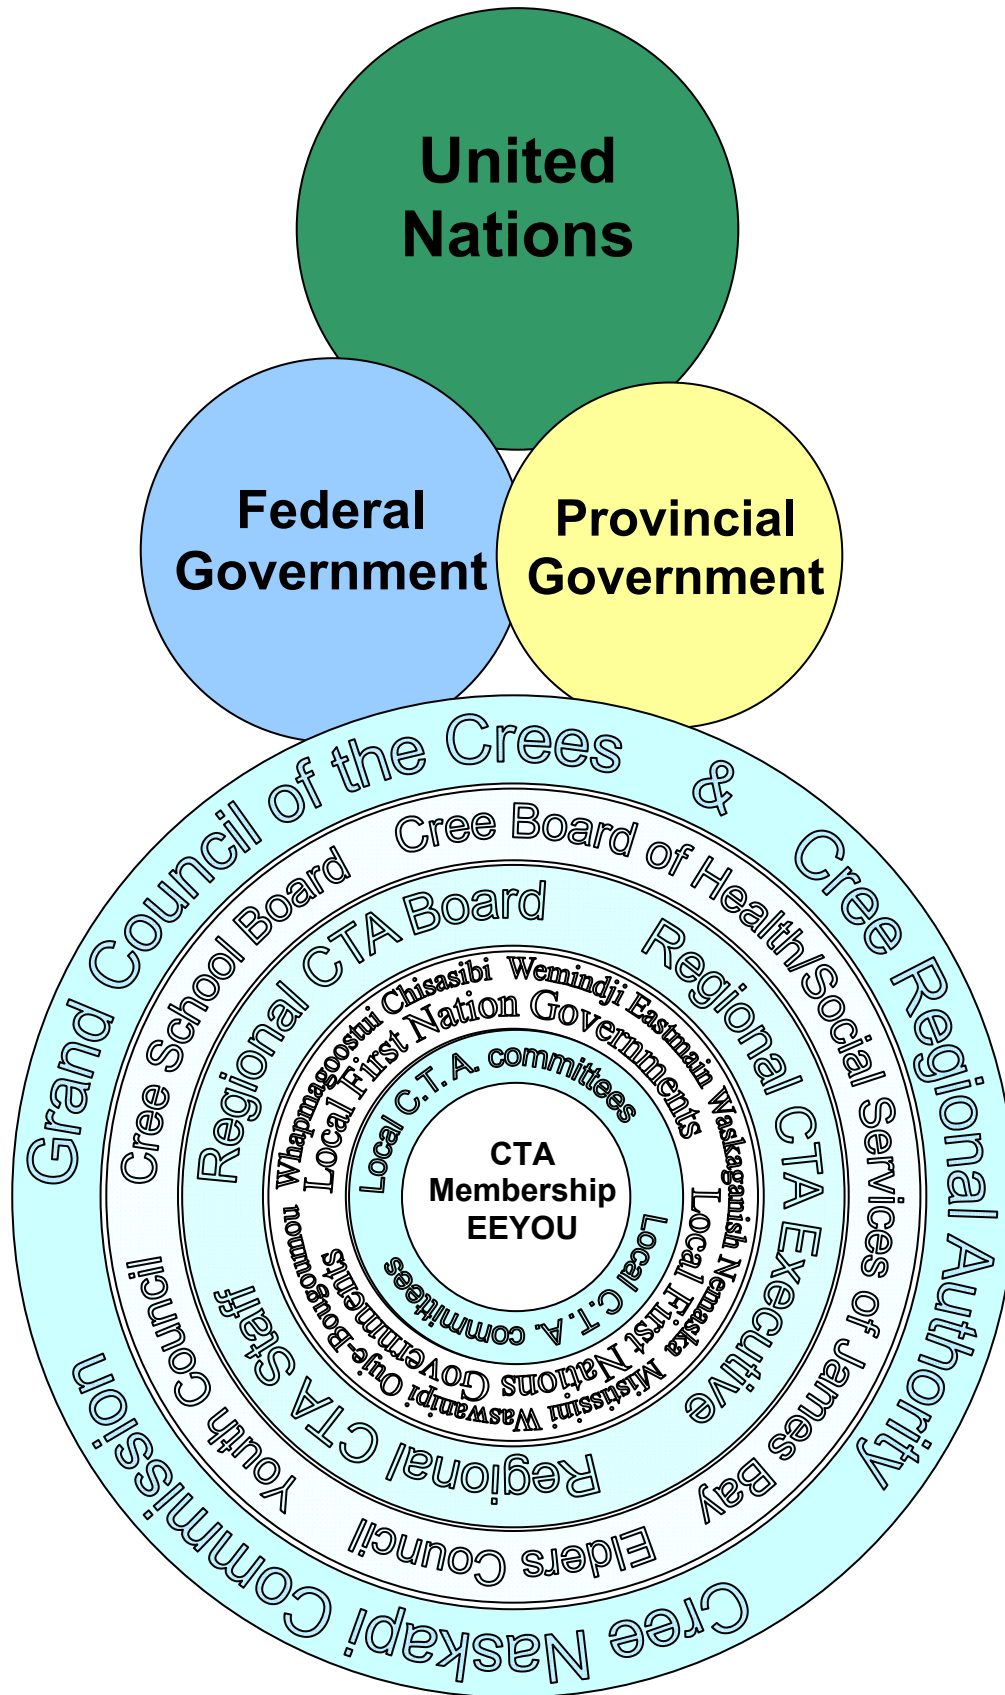 United
Nations
Federal
Government
Provincial
Government
Grand Council of the Crees & Cree Regional Authority
Cree Naskapi Commission
Cree School Board
Cree Board of Health/Social Services of James Bay
Elders Council
Youth Council
Regional CTA Board
Regional CTA Executive
Regional CTA Staff
Whapmagoostui Chisasibi Wemindji Eastmain Waskaganish Nemaska Mistissini Waswanipi Ouje-Bougoumou
Local First Nation Governments
Local First Nations Governments
Local C.T.A. committees
Local C.T.A. committees
CTA
Membership
EEYOU